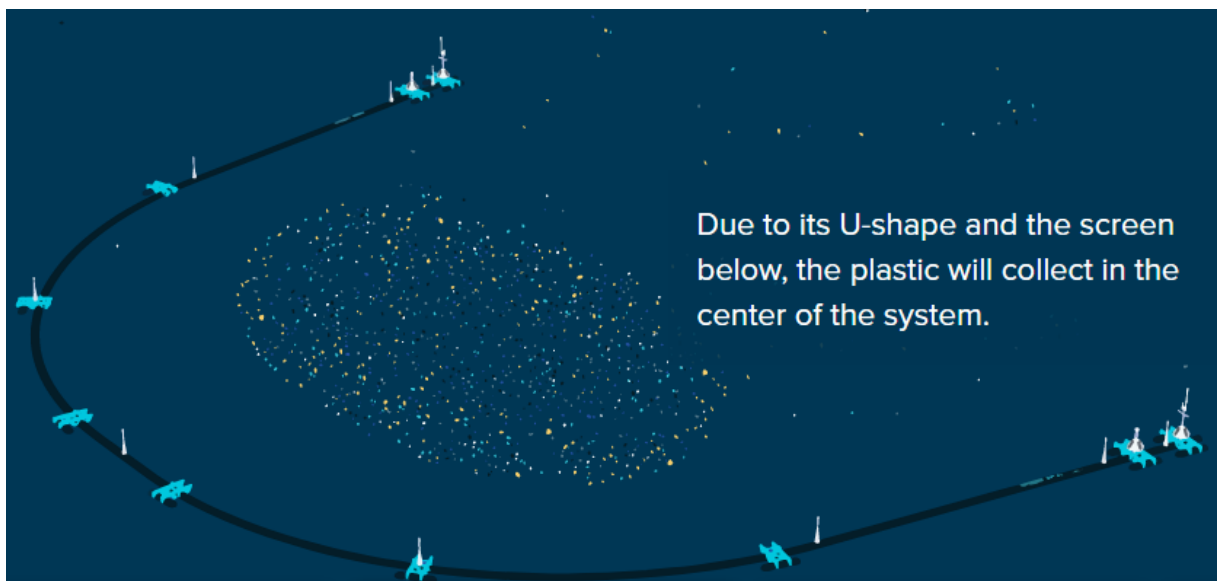 Due to its U-shape and the screen
below, the plastic will collect in the
center of the system.